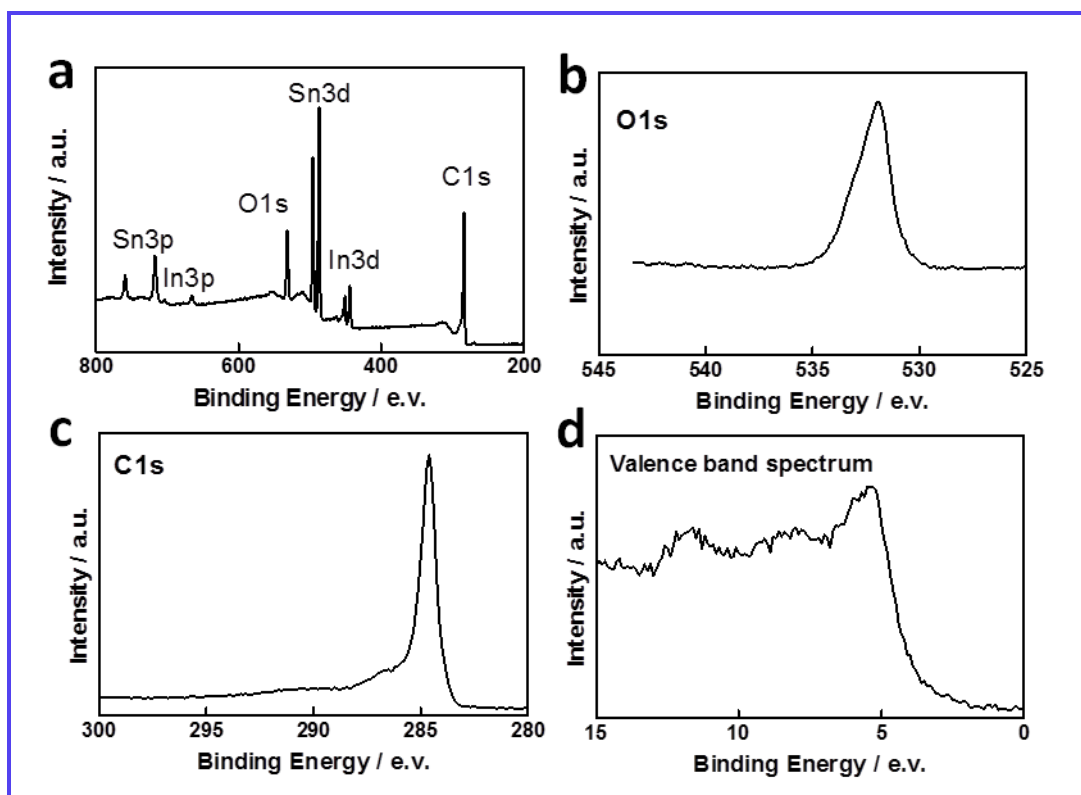 a
Sn3d
C1s
O1s
Sn3p
In3d
In3p
Intensity / a.u.
800 600 400 200
Binding Energy / e.v.
b
O1s
Intensity / a.u.
545 540 535 530 525
Binding Energy / e.v.
c
C1s
Intensity / a.u.
300 295 290 285 280
Binding Energy / e.v.
d
Valence band spectrum
Intensity / a.u.
15 10 5 0
Binding Energy / e.v.